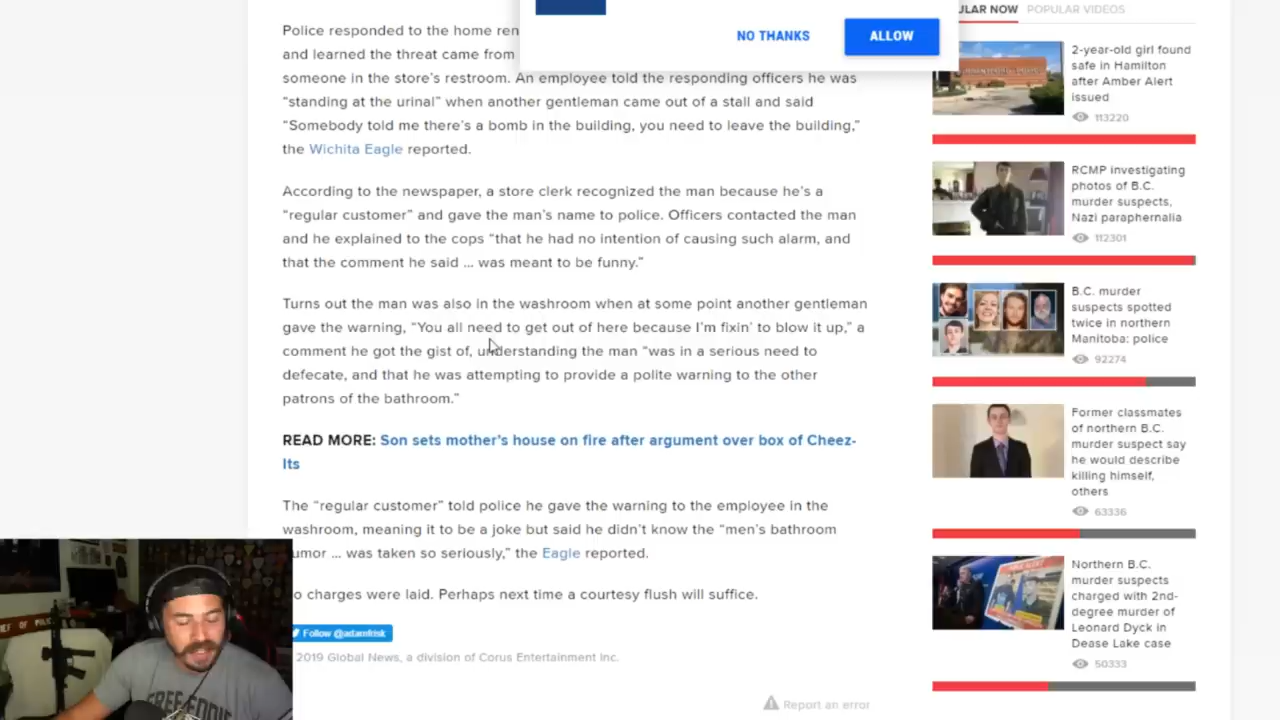 Police responded to the home ren
and learned the threat came from
someone in the store's restroom. An employee told the responding officers he was
“standing at the urinal” when another gentleman came out of a stall and said
“Somebody told me there's a bomb in the building, you need to leave the building,”
the Wichita Eagle reported.
According to the newspaper, a store clerk recognized the man because he's a
“regular customer” and gave the man's name to police. Officers contacted the man
and he explained to the cops “that he had no intention of causing such alarm, and
that the comment he said ... was meant to be funny.”
Turns out the man was also in the washroom when at some point another gentleman
gave the warning, “You all need to get out of here because I'm fixin' to blow it up,” a
comment he got the gist of, understanding the man “was in a serious need to
defecate, and that he was attempting to provide a polite warning to the other
patrons of the bathroom.”
READ MORE: Son sets mother's house on fire after argument over box of Cheez-
Its
The “regular customer” told police he gave the warning to the employee in the
washroom, meaning it to be a joke but said he didn't know the “men's bathroom
umor ... was taken so seriously,” the Eagle reported.
o charges were laid. Perhaps next time a courtesy flush will suffice.
Follow @adamfrisk
2019 Global News, a division of Corus Entertainment Inc.
Report an error
NO THANKS
ALLOW
ULAR NOW
POPULAR VIDEOS
2-year-old girl found
safe in Hamilton
after Amber Alert
issued
113220
RCMP investigating
photos of B.C.
murder suspects,
Nazi paraphernalia
112301
B.C. murder
suspects spotted
twice in northern
Manitoba: police
92274
Former classmates
of northern B.C.
murder suspect say
he would describe
killing himself,
others
63336
Northern B.C.
murder suspects
charged with 2nd-
degree murder of
Leonard Dyck in
Dease Lake case
50333
FREE EDDIE